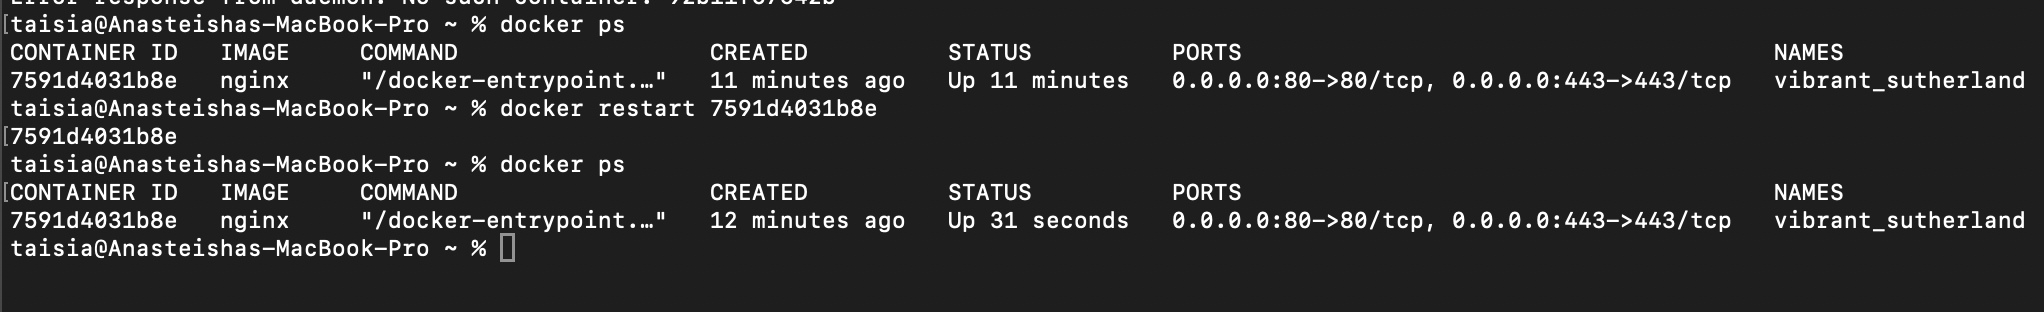 taisia@Anasteishas-MacBook-Pro ~ % docker ps
CONTAINER ID   IMAGE     COMMAND                  CREATED          STATUS          PORTS                                      NAMES
7591d4031b8e   nginx     "/docker-entrypoint.…"   11 minutes ago   Up 11 minutes   0.0.0.0:80->80/tcp, 0.0.0.0:443->443/tcp   vibrant_sutherland
taisia@Anasteishas-MacBook-Pro ~ % docker restart 7591d4031b8e
7591d4031b8e
taisia@Anasteishas-MacBook-Pro ~ % docker ps
CONTAINER ID   IMAGE     COMMAND                  CREATED          STATUS          PORTS                                      NAMES
7591d4031b8e   nginx     "/docker-entrypoint.…"   12 minutes ago   Up 31 seconds   0.0.0.0:80->80/tcp, 0.0.0.0:443->443/tcp   vibrant_sutherland
taisia@Anasteishas-MacBook-Pro ~ %